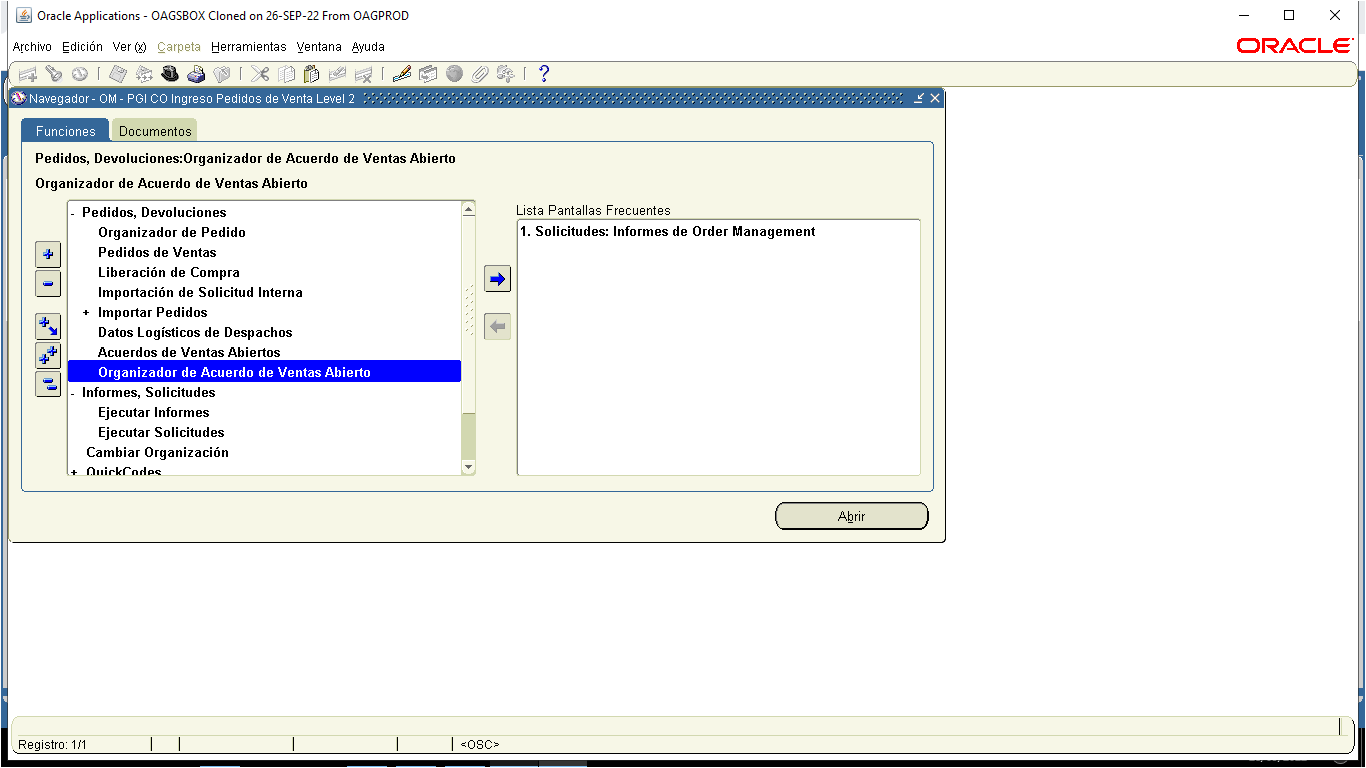 Oracle Applications - OAGSBOX Cloned on 26-SEP-22 From OAGPROD
Archivo Edición Ver (x) Carpeta Herramientas Ventana Ayuda
ORACLE
Navegador - OM - PGI CO Ingreso Pedidos de Venta Level 2
Funciones Documentos
Pedidos, Devoluciones:Organizador de Acuerdo de Ventas Abierto
Organizador de Acuerdo de Ventas Abierto
- Pedidos, Devoluciones
Organizador de Pedido
Pedidos de Ventas
Liberación de Compra
Importación de Solicitud Interna
+ Importar Pedidos
Datos Logísticos de Despachos
Acuerdos de Ventas Abiertos
Organizador de Acuerdo de Ventas Abierto
- Informes, Solicitudes
Ejecutar Informes
Ejecutar Solicitudes
Cambiar Organización
+ QuickCodes
Lista Pantallas Frecuentes
1. Solicitudes: Informes de Order Management
Abrir
Registro: 1/1 <OSC>